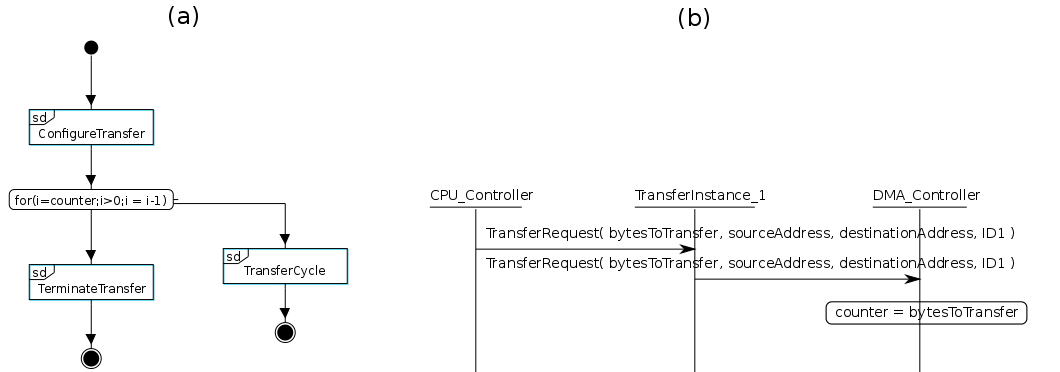 (a)
sd
ConfigureTransfer
for(i=counter;i>0;i = i-1)
sd
TransferCycle
sd
TerminateTransfer
(b)
CPU_Controller TransferInstance_1 DMA_Controller
TransferRequest( bytesToTransfer, sourceAddress, destinationAddress, ID1 )
TransferRequest( bytesToTransfer, sourceAddress, destinationAddress, ID1 )
counter = bytesToTransfer